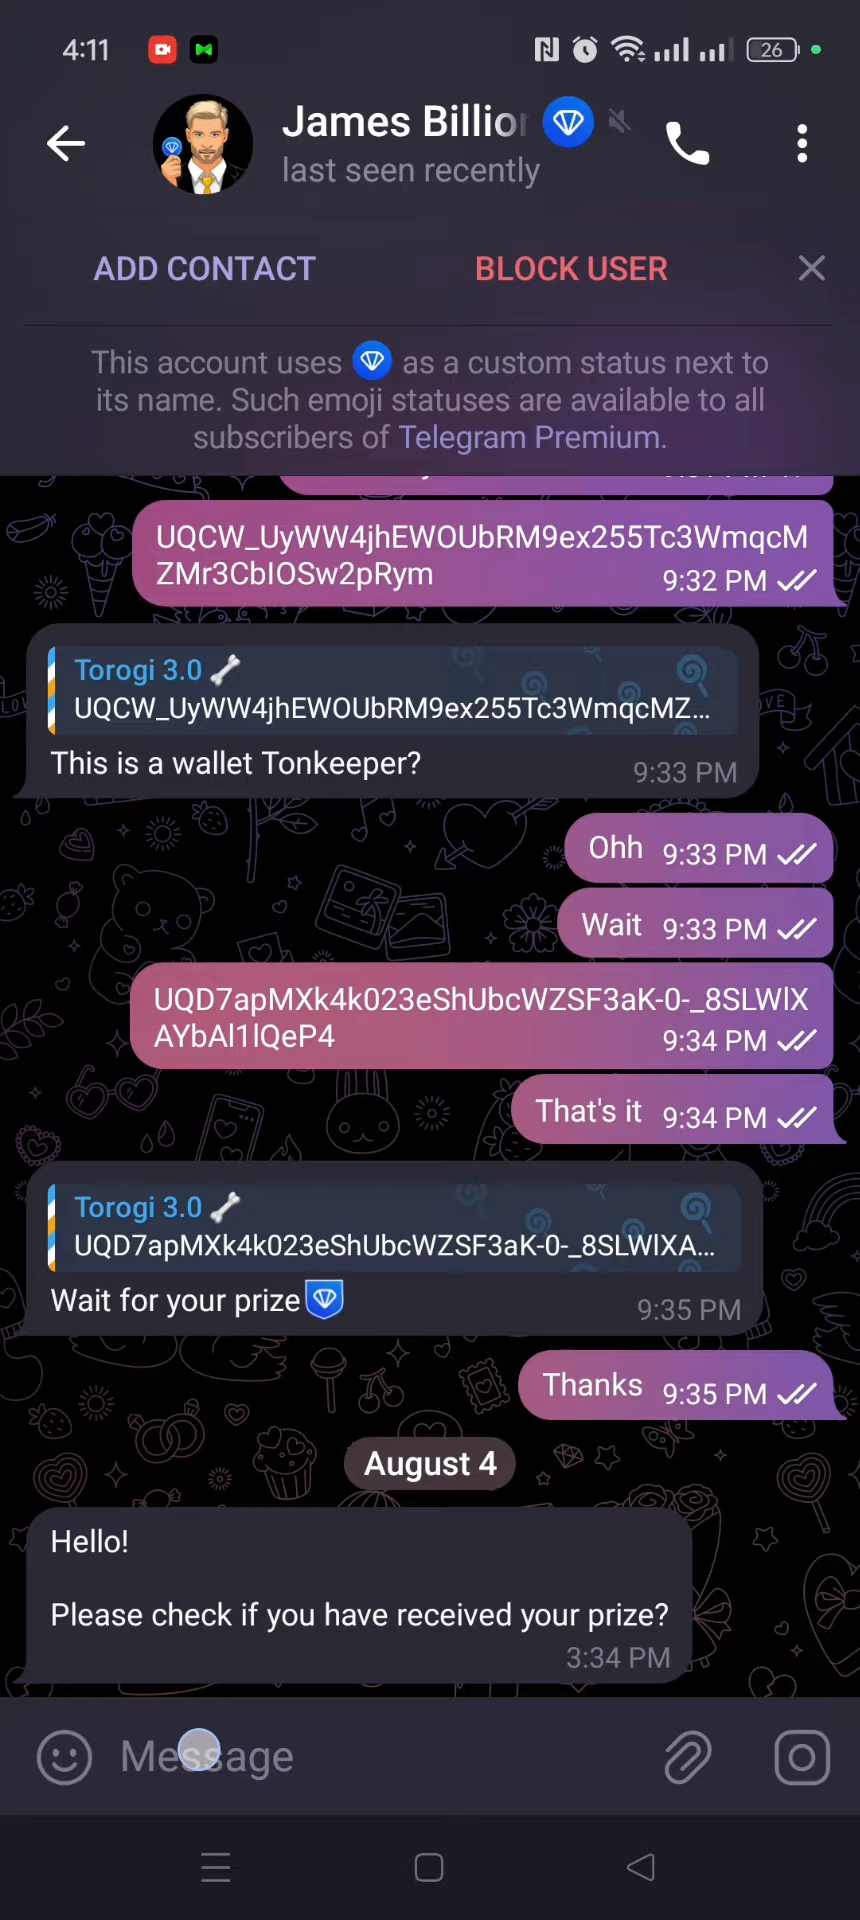 4:11
26
James Billior
last seen recently
ADD CONTACT
BLOCK USER
This account uses as a custom status next to
its name. Such emoji statuses are available to all
subscribers of Telegram Premium.
UQCW_UyWW4jhEWOUbRM9ex255Tc3WmqcM
ZMr3CbIOSw2pRym
9:32 PM
Torogi 3.0
UQCW_UyWW4jhEWOUbRM9ex255Tc3WmqcMZ...
This is a wallet Tonkeeper?
9:33 PM
Ohh 9:33 PM
Wait 9:33 PM
UQD7apMXk4k023eShUbcWZSF3aK-0-_8SLWlX
AYbAl1lQeP4
9:34 PM
That's it 9:34 PM
Torogi 3.0
UQD7apMXk4k023eShUbcWZSF3aK-0-_8SLWlXA...
Wait for your prize
9:35 PM
Thanks 9:35 PM
August 4
Hello!
Please check if you have received your prize?
3:34 PM
Message